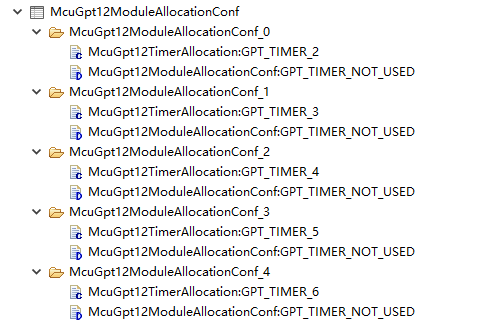 McuGpt12ModuleAllocationConf
McuGpt12ModuleAllocationConf_0
McuGpt12TimerAllocation:GPT_TIMER_2
McuGpt12ModuleAllocationConf:GPT_TIMER_NOT_USED
McuGpt12ModuleAllocationConf_1
McuGpt12TimerAllocation:GPT_TIMER_3
McuGpt12ModuleAllocationConf:GPT_TIMER_NOT_USED
McuGpt12ModuleAllocationConf_2
McuGpt12TimerAllocation:GPT_TIMER_4
McuGpt12ModuleAllocationConf:GPT_TIMER_NOT_USED
McuGpt12ModuleAllocationConf_3
McuGpt12TimerAllocation:GPT_TIMER_5
McuGpt12ModuleAllocationConf:GPT_TIMER_NOT_USED
McuGpt12ModuleAllocationConf_4
McuGpt12TimerAllocation:GPT_TIMER_6
McuGpt12ModuleAllocationConf:GPT_TIMER_NOT_USED